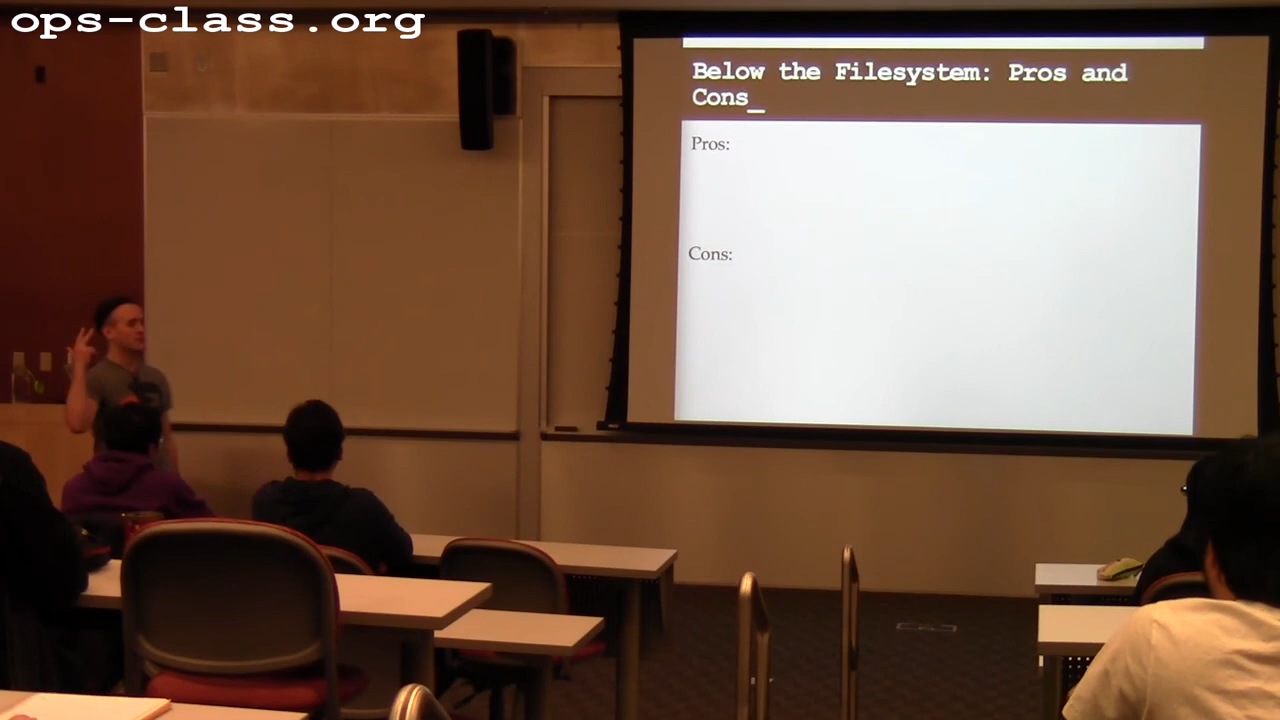 ops-class.org
Below the Filesystem: Pros and
Cons_
Pros:
Cons: